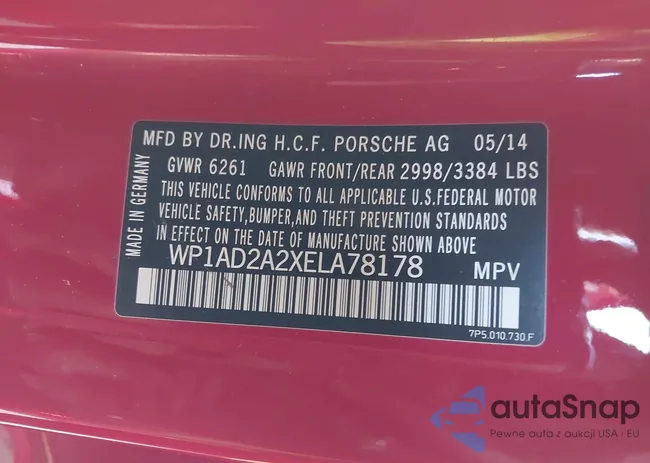 MFD BY DR.ING H.C.F. PORSCHE AG 05/14
GVWR 6261 GAWR FRONT/REAR 2998/3384 LBS
THIS VEHICLE CONFORMS TO ALL APPLICABLE U.S.FEDERAL MOTOR
VEHICLE SAFETY,BUMPER,AND THEFT PREVENTION STANDARDS
IN EFFECT ON THE DATE OF MANUFACTURE SHOWN ABOVE
MADE IN GERMANY
WP1AD2A2XELA78178 MPV
7P5.010.730.F
autaSnap
Pewne auta z aukcji USA i EU